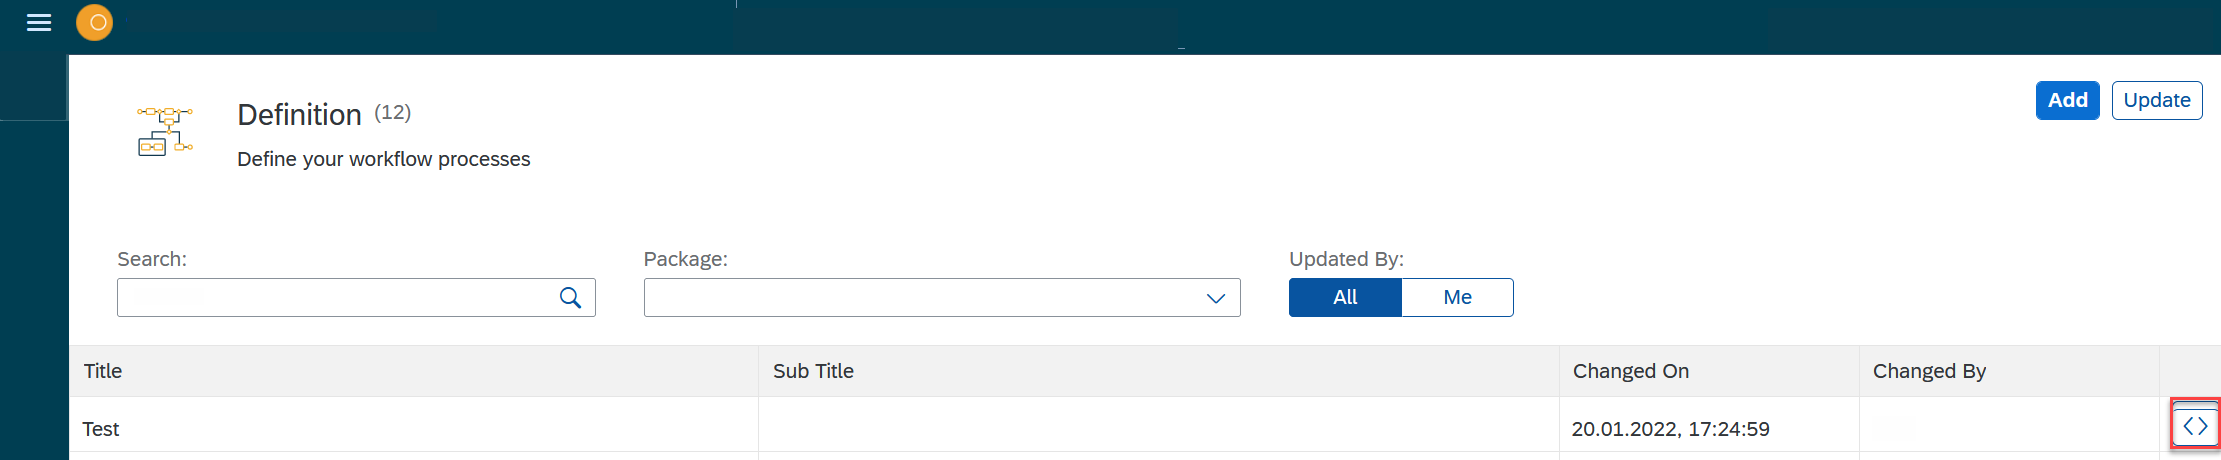 Definition (12)
Define your workflow processes
Add
Update
Search:
Package:
Updated By:
All
Me
Title
Sub Title
Changed On
Changed By
Test
20.01.2022, 17:24:59